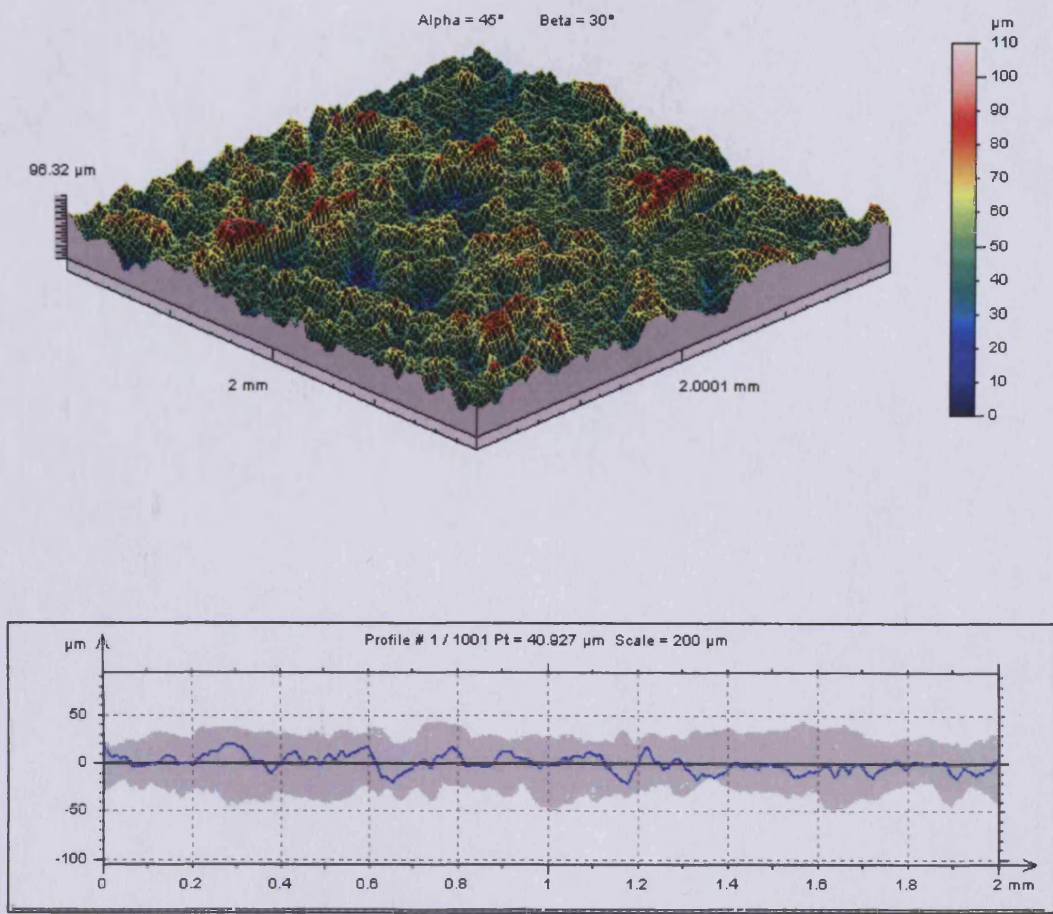 Alpha = 45° Beta = 30°
µm
110
100
90
80
70
60
50
40
30
20
10
0
96.32 µm
2 mm
2.0001 mm
Profile # 1 / 1001 Pt = 40.927 µm Scale = 200 µm
µm
50
0
-50
-100
0 0.2 0.4 0.6 0.8 1 1.2 1.4 1.6 1.8 2 mm